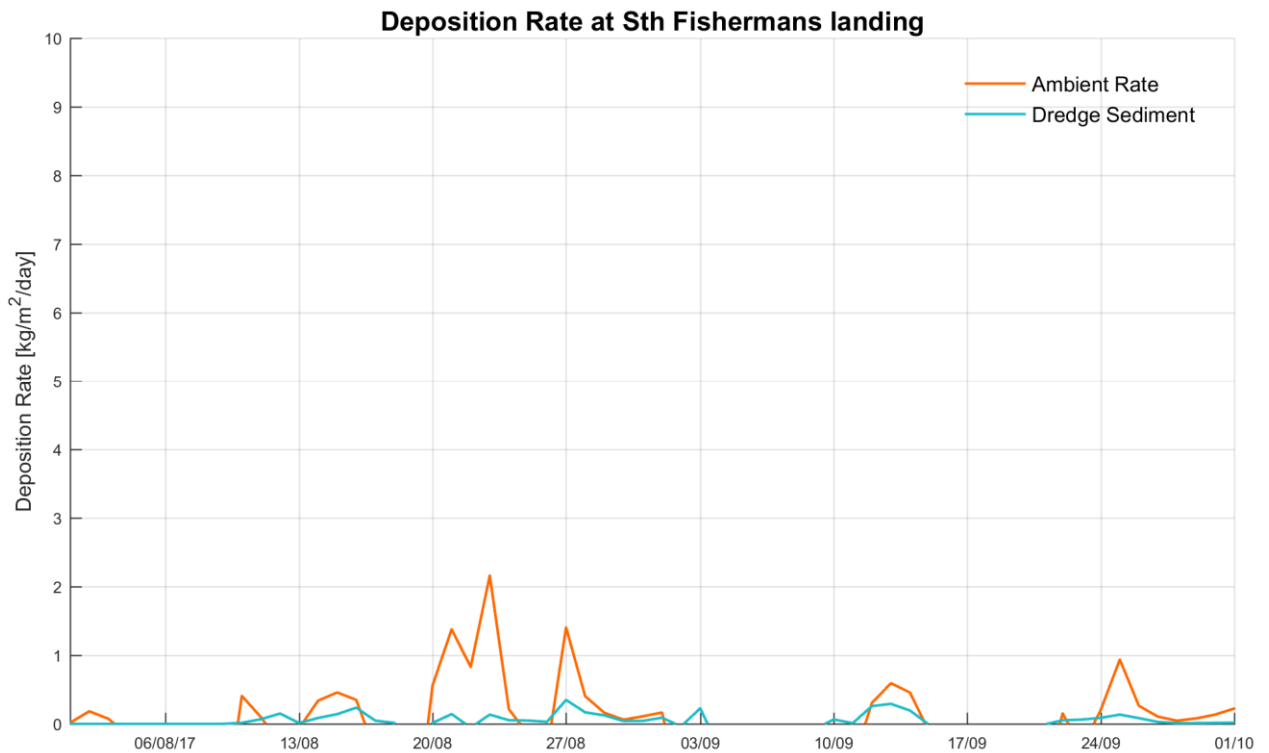 Deposition Rate at Sth Fishermans landing
Ambient Rate
Dredge Sediment
Deposition Rate [kg/m²/day]
10
9
8
7
6
5
4
3
2
1
0
06/08/17 13/08 20/08 27/08 03/09 10/09 17/09 24/09 01/10